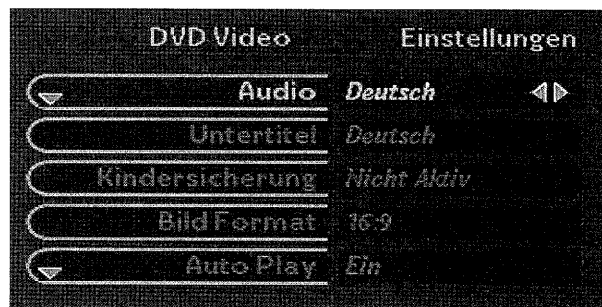 DVD Video Einstellungen
Audio Deutsch
Untertitel Deutsch
Kindersicherung Nicht Aktiv
Bild Format 16:9
Auto Play Ein